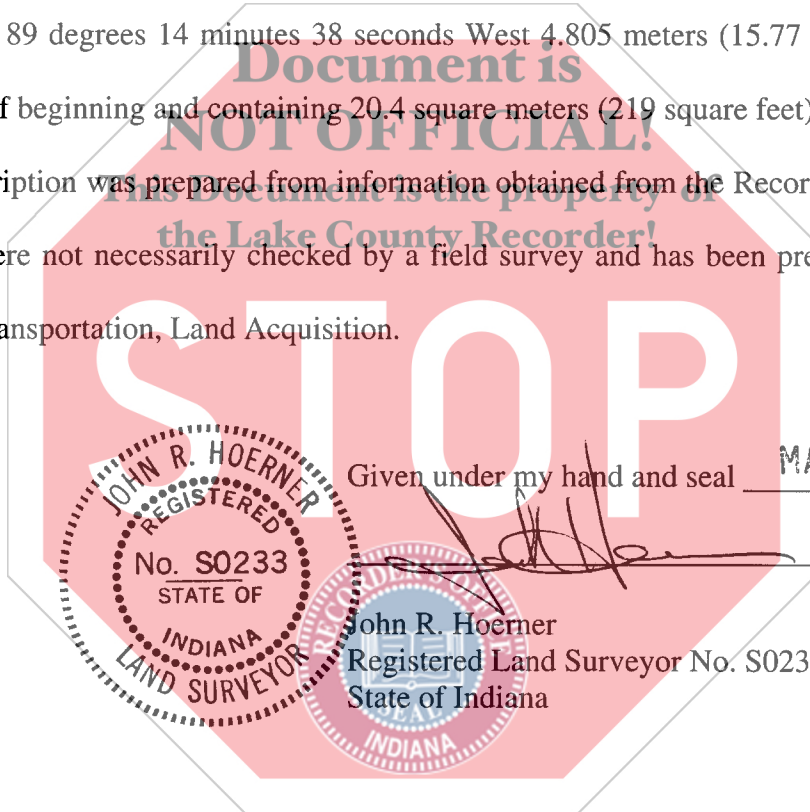 89 degrees 14 minutes 38 seconds West 4.805 meters (15.77
Document is
f beginning and containing 20.4 square meters (219 square feet)
NOT OFFICIAL!
ription was prepared from information obtained from the Recor
This Document is the property of
the Lake County Recorder!
ere not necessarily checked by a field survey and has been pre
ansportation, Land Acquisition.
STOP
JOHN R. HOERNER
REGISTERED
No. S0233
STATE OF
INDIANA
LAND SURVEYOR
Given under my hand and seal MA
RECORDER'S OFFICE
John R. Hoerner
Registered Land Surveyor No. S023
State of Indiana
SEAL
INDIANA